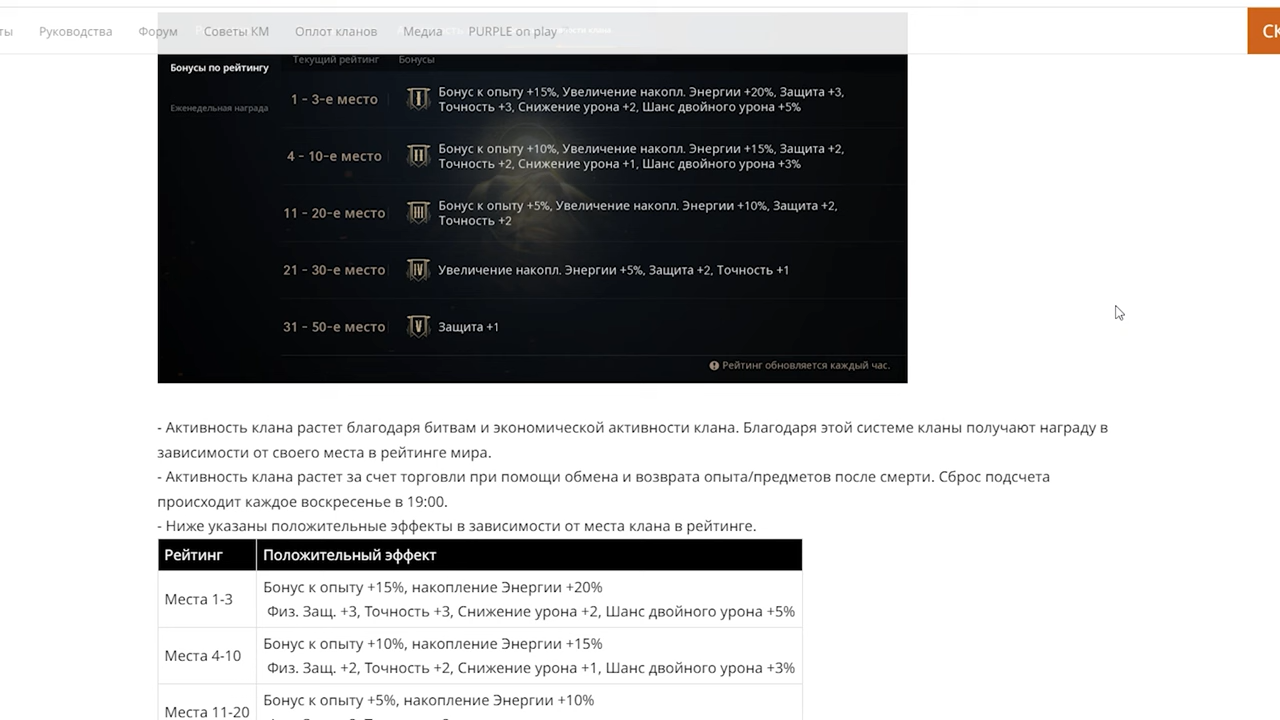 ты Руководства Форум Советы КМ Оплот кланов Медиа PURPLE on play
Бонусы по рейтингу Текущий рейтинг Бонусы
Еженедельная награда
1 - 3-е место I Бонус к опыту +15%, Увеличение накопл. Энергии +20%, Защита +3,
Точность +3, Снижение урона +2, Шанс двойного урона +5%
4 - 10-е место II Бонус к опыту +10%, Увеличение накопл. Энергии +15%, Защита +2,
Точность +2, Снижение урона +1, Шанс двойного урона +3%
11 - 20-е место III Бонус к опыту +5%, Увеличение накопл. Энергии +10%, Защита +2,
Точность +2
21 - 30-е место IV Увеличение накопл. Энергии +5%, Защита +2, Точность +1
31 - 50-е место V Защита +1
Рейтинг обновляется каждый час.
- Активность клана растет благодаря битвам и экономической активности клана. Благодаря этой системе кланы получают награду в
зависимости от своего места в рейтинге мира.
- Активность клана растет за счет торговли при помощи обмена и возврата опыта/предметов после смерти. Сброс подсчета
происходит каждое воскресенье в 19:00.
- Ниже указаны положительные эффекты в зависимости от места клана в рейтинге.
Рейтинг Положительный эффект
Места 1-3 Бонус к опыту +15%, накопление Энергии +20%
Физ. Защ. +3, Точность +3, Снижение урона +2, Шанс двойного урона +5%
Места 4-10 Бонус к опыту +10%, накопление Энергии +15%
Физ. Защ. +2, Точность +2, Снижение урона +1, Шанс двойного урона +3%
Места 11-20 Бонус к опыту +5%, накопление Энергии +10%